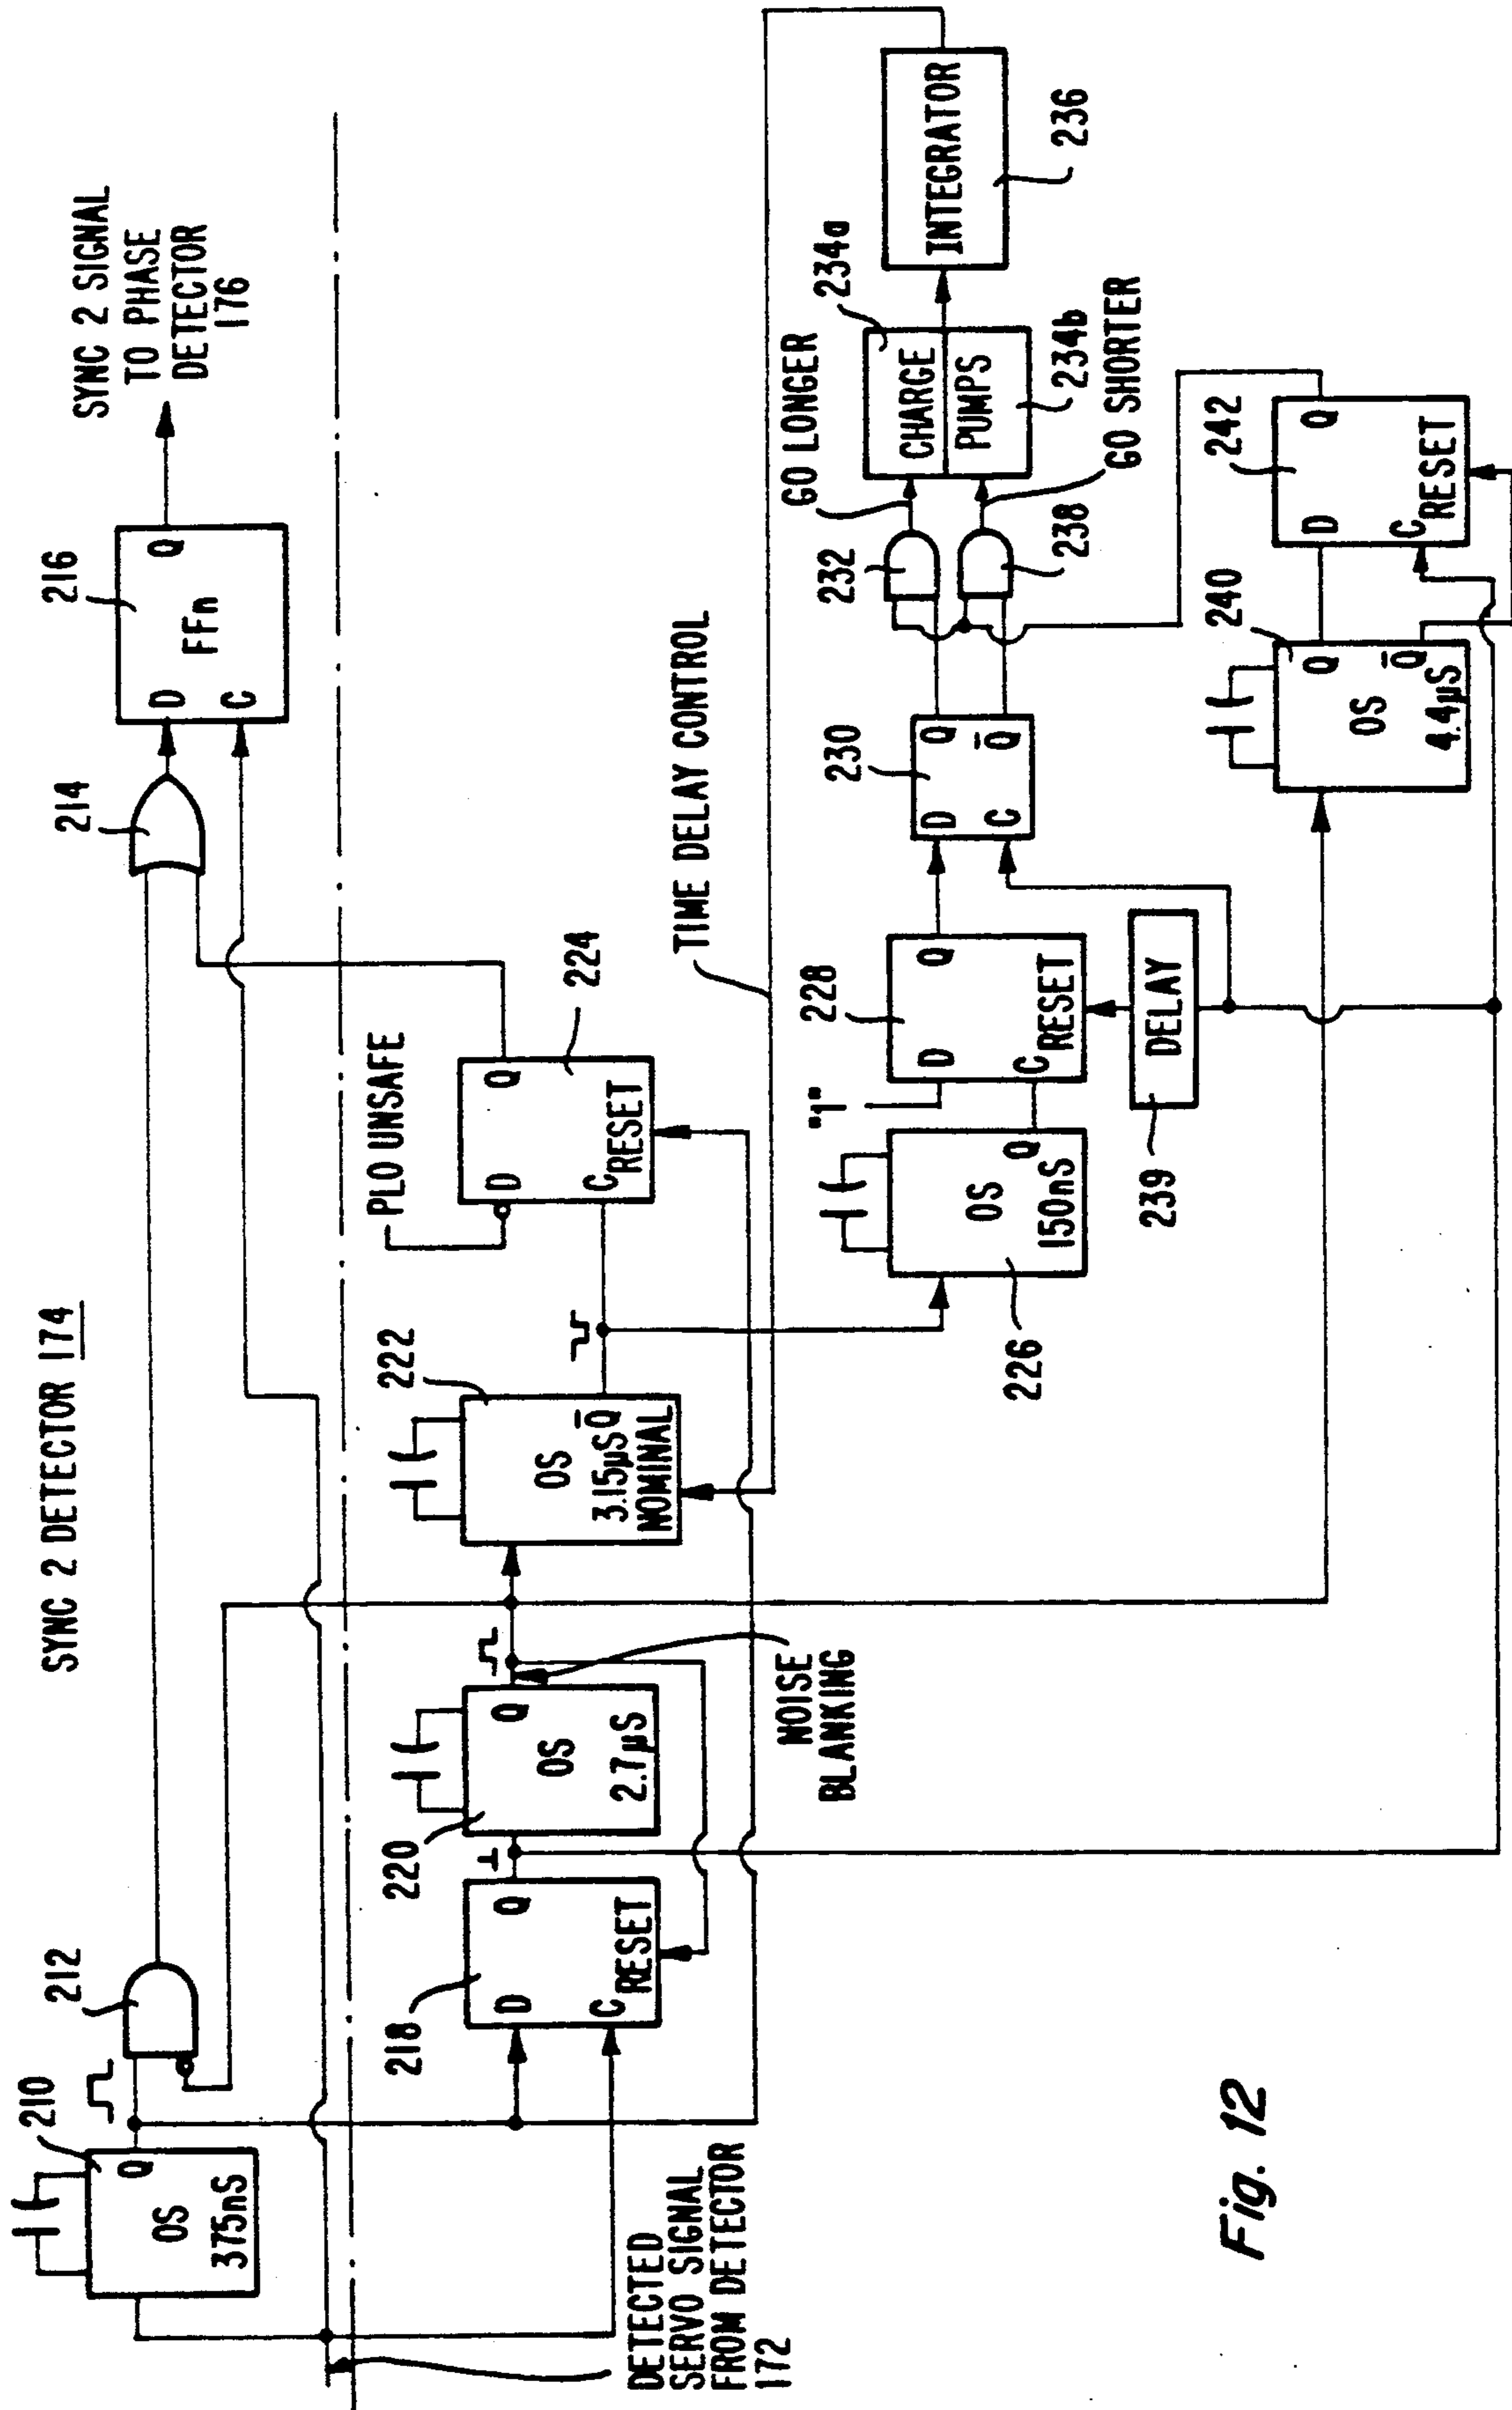 SYNC 2 DETECTOR 174
SYNC 2 SIGNAL
TO PHASE
DETECTOR
176
210
OS
Q
375nS
212
214
216
D
Q
FFn
C
DETECTED
SERVO SIGNAL
FROM DETECTOR
172
218
D
Q
C
RESET
220
Q
OS
2.7µS
NOISE
BLANKING
222
OS
3.15µS Q̅
NOMINAL
PLO UNSAFE
224
D
Q
C
RESET
TIME DELAY CONTROL
226
OS
Q
150nS
"1"
228
D
Q
C
RESET
239
DELAY
230
D
Q
C
Q̅
232
238
GO LONGER
GO SHORTER
234a
CHARGE
PUMPS
234b
INTEGRATOR
236
240
Q
OS
Q̅
4.4µS
242
D
Q
C
RESET
Fig. 12